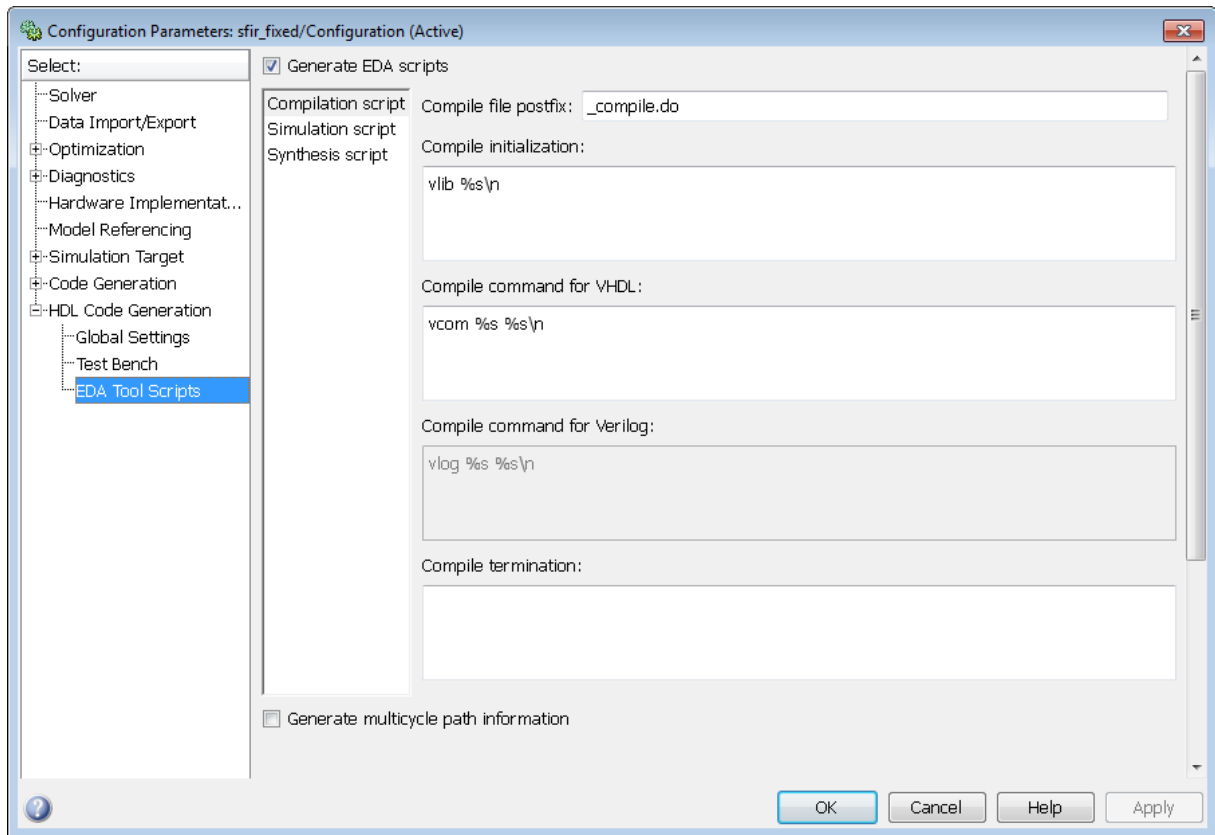 Configuration Parameters: sfir_fixed/Configuration (Active)
Select:
Solver
Data Import/Export
Optimization
Diagnostics
Hardware Implementat...
Model Referencing
Simulation Target
Code Generation
HDL Code Generation
Global Settings
Test Bench
EDA Tool Scripts
Generate EDA scripts
Compilation script
Simulation script
Synthesis script
Compile file postfix: _compile.do
Compile initialization:
vlib %s\n
Compile command for VHDL:
vcom %s %s\n
Compile command for Verilog:
vlog %s %s\n
Compile termination:
Generate multicycle path information
OK Cancel Help Apply